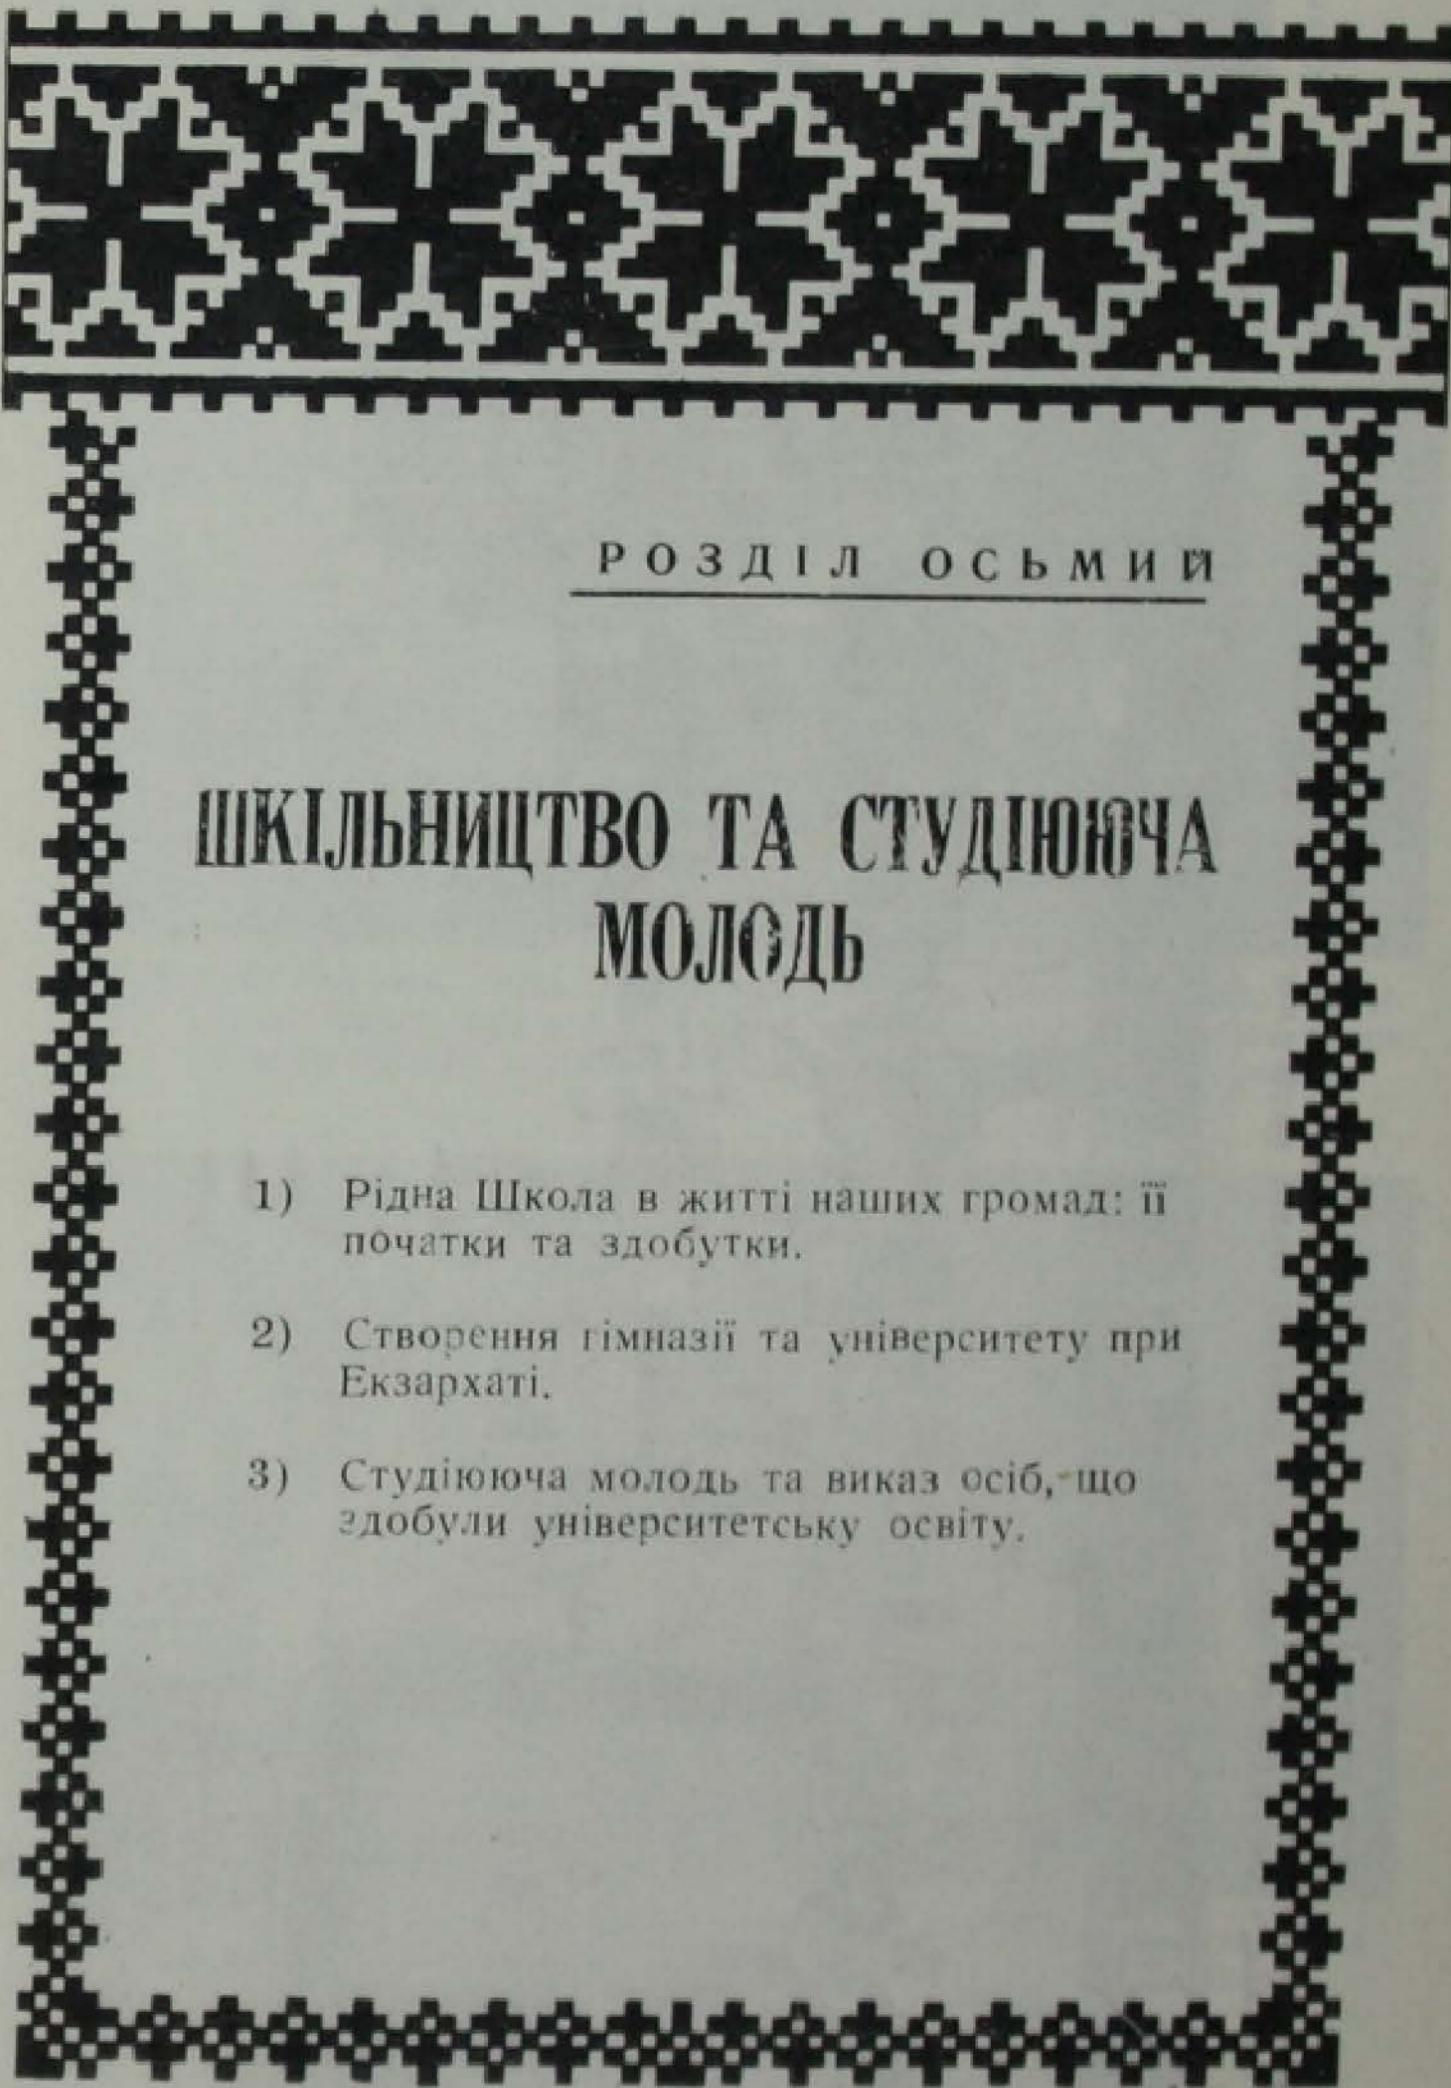 РОЗДІЛ ОСЬМИЙ
ШКІЛЬНИЦТВО ТА СТУДІЮЮЧА
МОЛОДЬ
1) Рідна Школа в житті наших громад: її
початки та здобутки.
2) Створення гімназії та університету при
Екзархаті.
3) Студіююча молодь та виказ осіб, що
здобули університетську освіту.